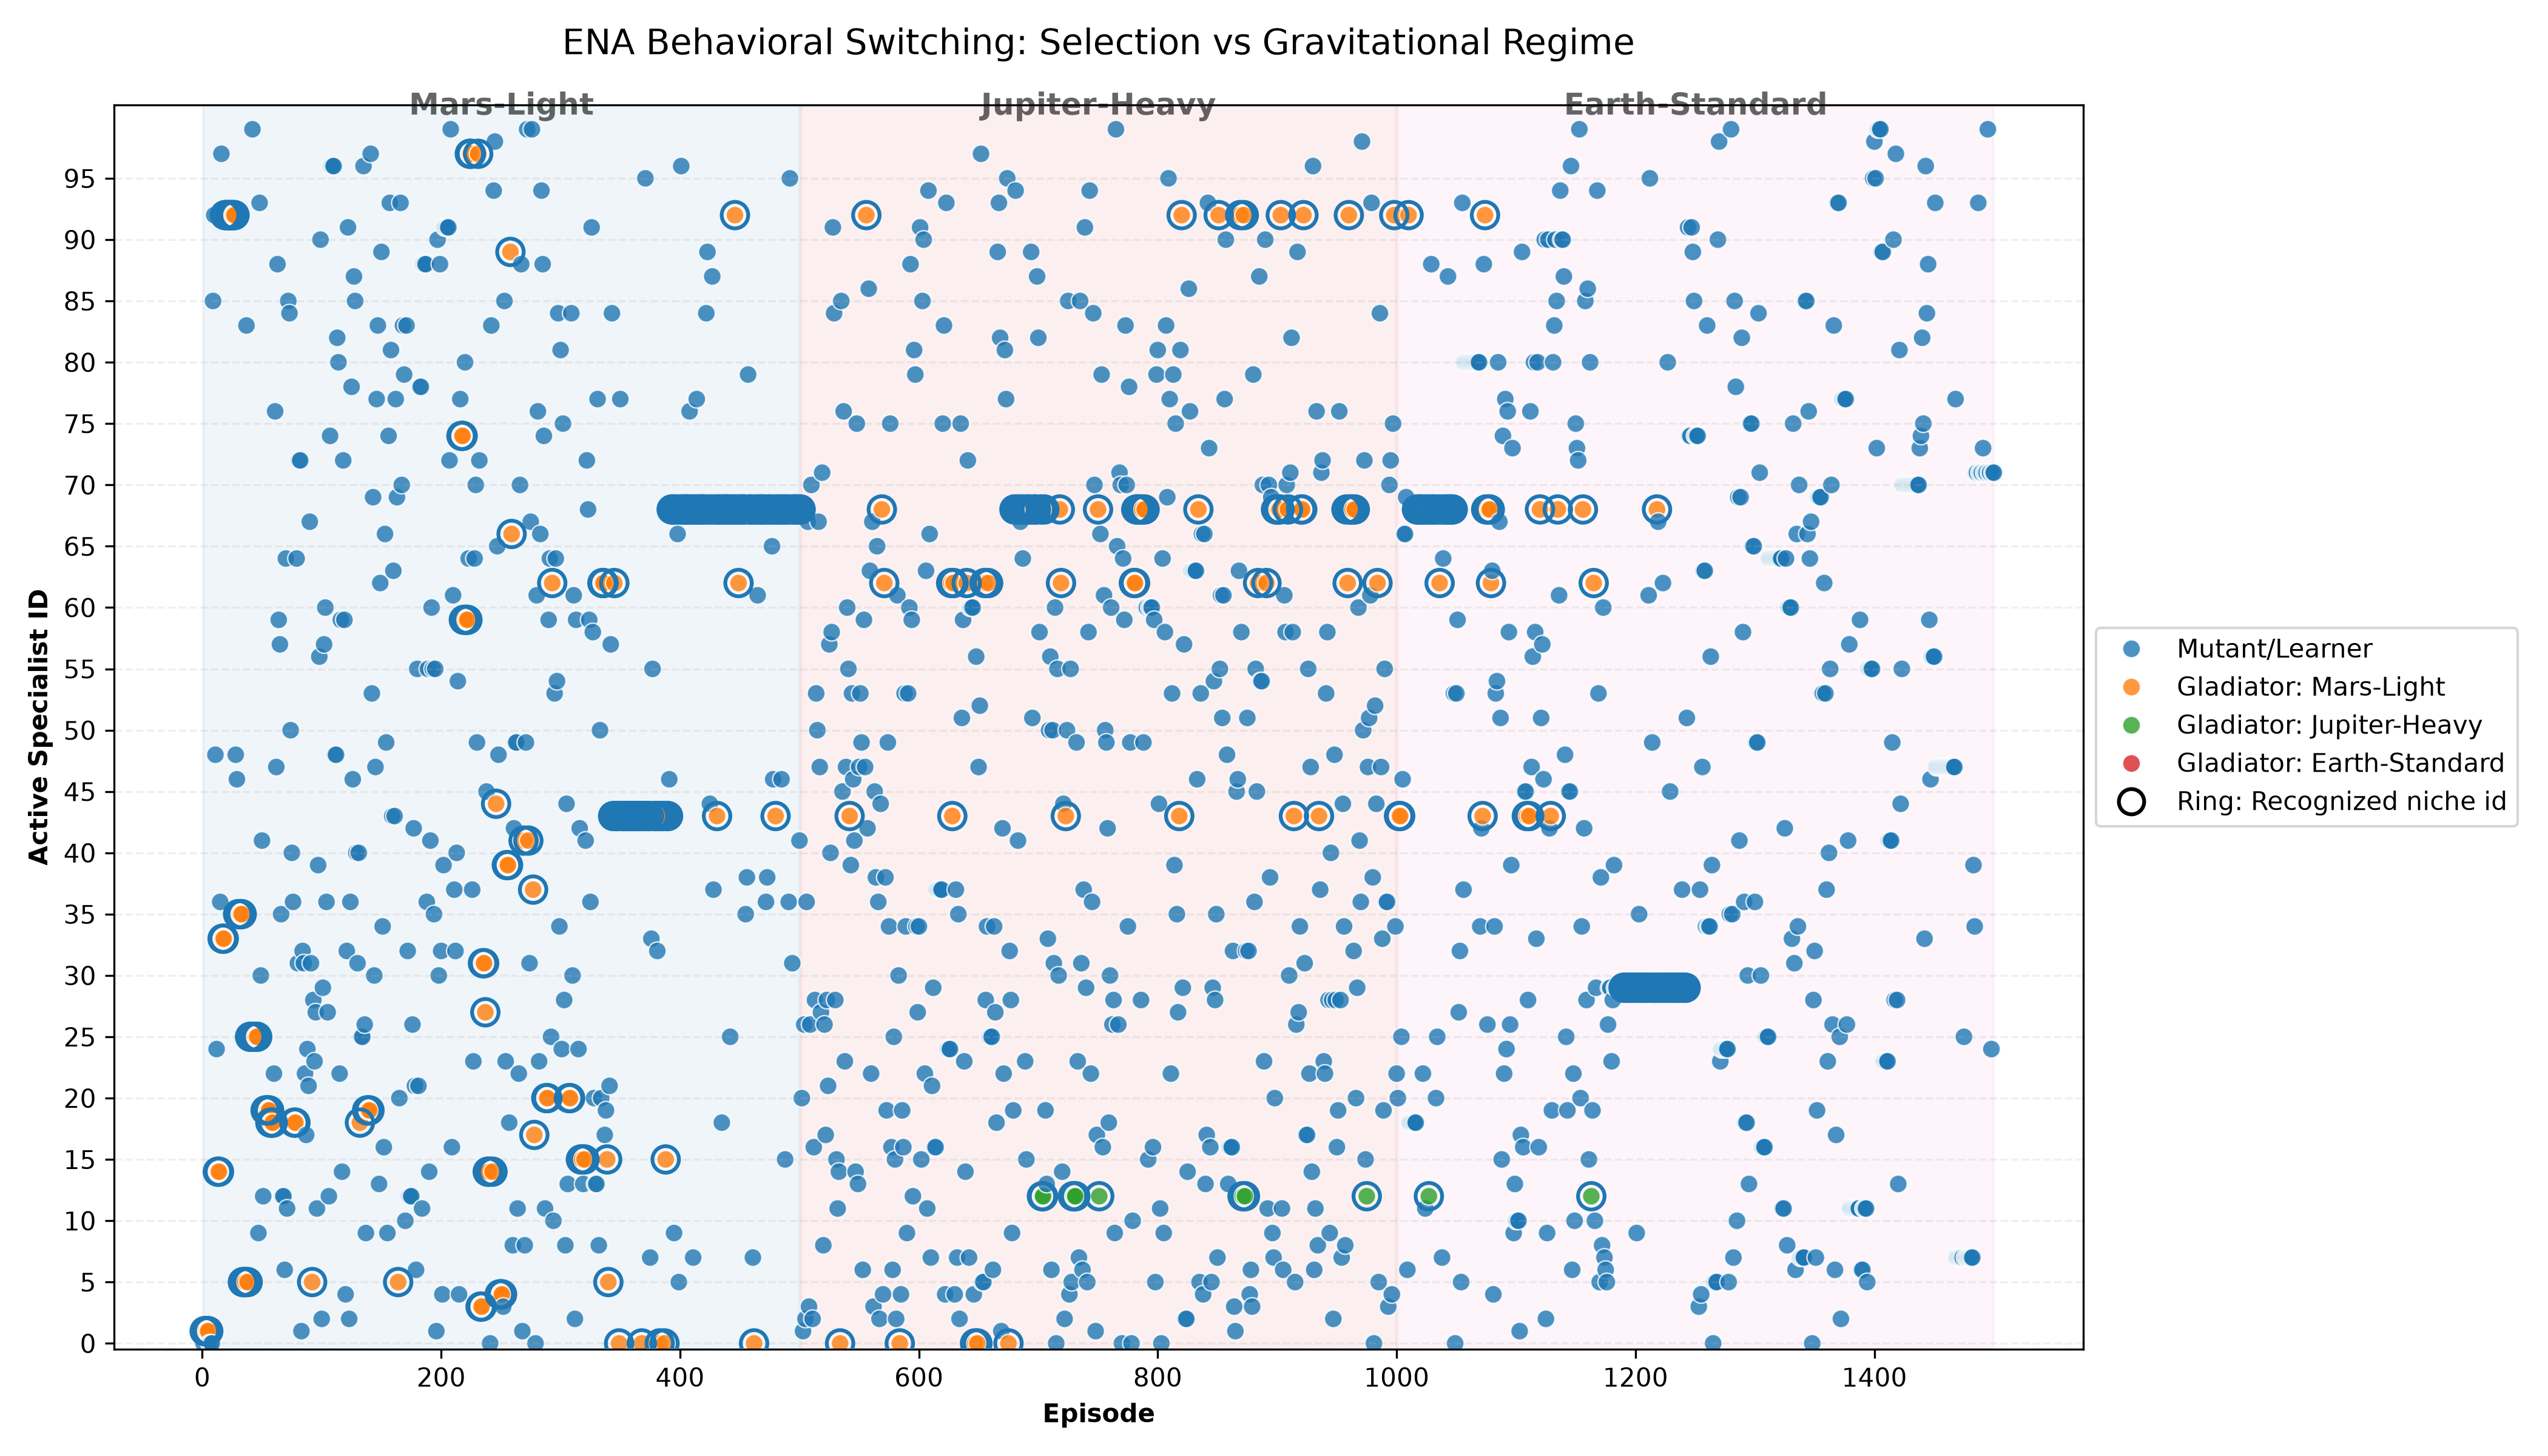 ENA Behavioral Switching: Selection vs Gravitational Regime
Mars-Light
Jupiter-Heavy
Earth-Standard
Active Specialist ID
95
90
85
80
75
70
65
60
55
50
45
40
35
30
25
20
15
10
5
0
0
200
400
600
800
1000
1200
1400
Episode
Mutant/Learner
Gladiator: Mars-Light
Gladiator: Jupiter-Heavy
Gladiator: Earth-Standard
Ring: Recognized niche id